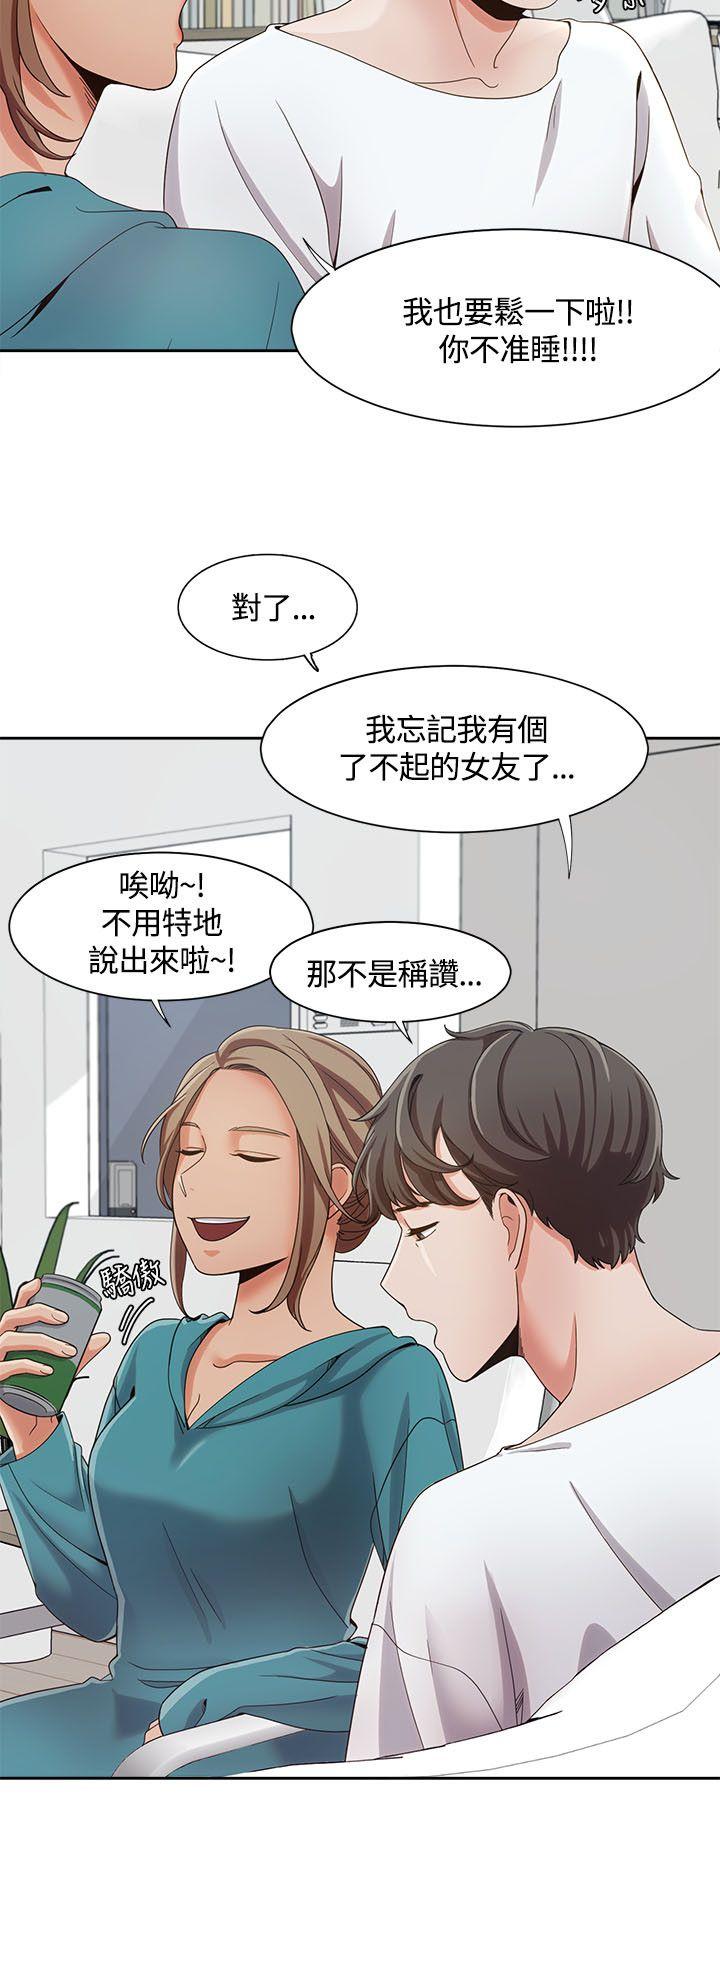 我也要鬆一下啦!!
你不准睡!!!!
對了...
我忘記我有個
了不起的女友了...
唉呦~!
不用特地
說出來啦~!
那不是稱讚...
驕傲